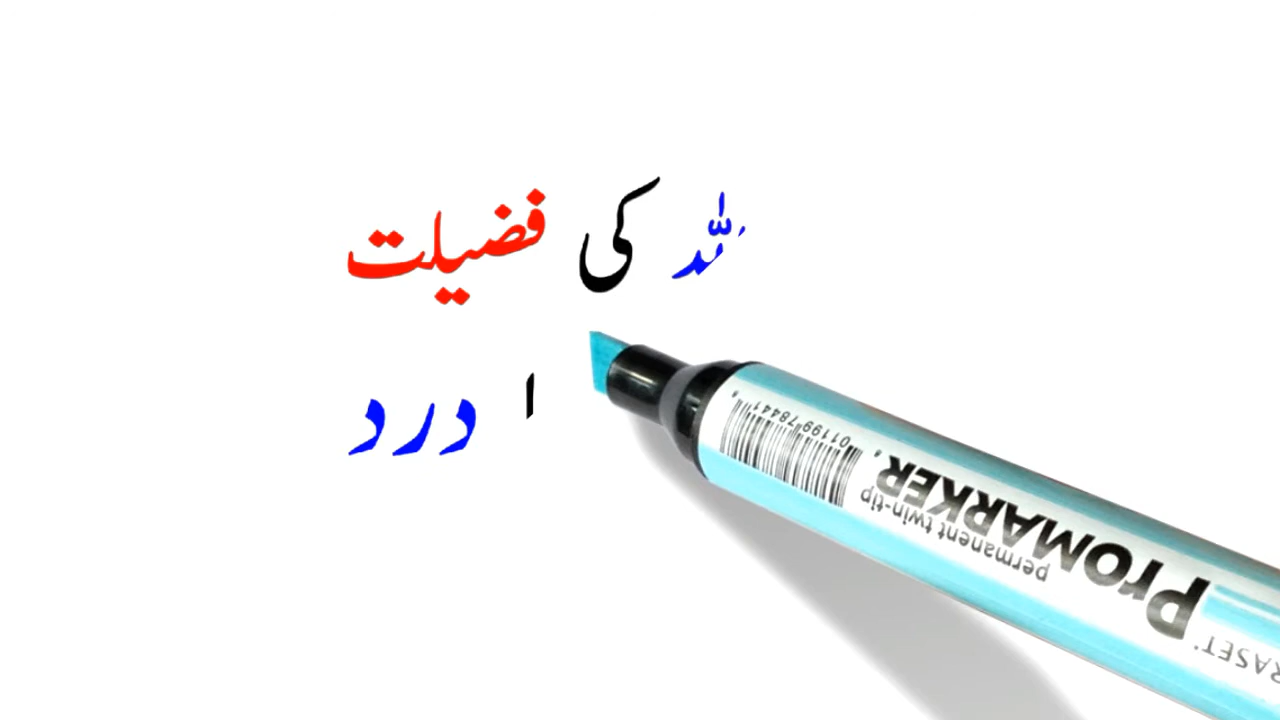 کی فضیلت
ا درد
PROMARKER
permanent twin-tip